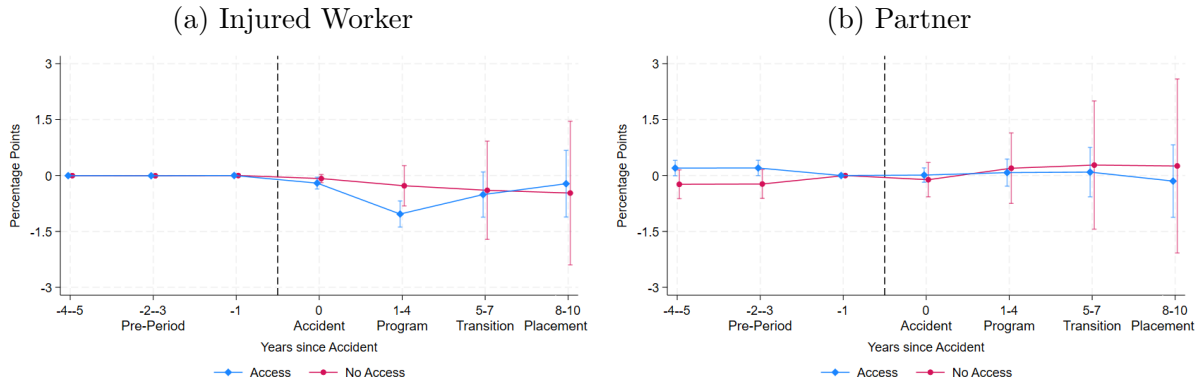 (a) Injured Worker
Percentage Points
3
1.5
0
-1.5
-3
-4--5 -2--3 -1 0 1-4 5-7 8-10
Pre-Period Accident Program Transition Placement
Years since Accident
Access No Access
(b) Partner
Percentage Points
3
1.5
0
-1.5
-3
-4--5 -2--3 -1 0 1-4 5-7 8-10
Pre-Period Accident Program Transition Placement
Years since Accident
Access No Access